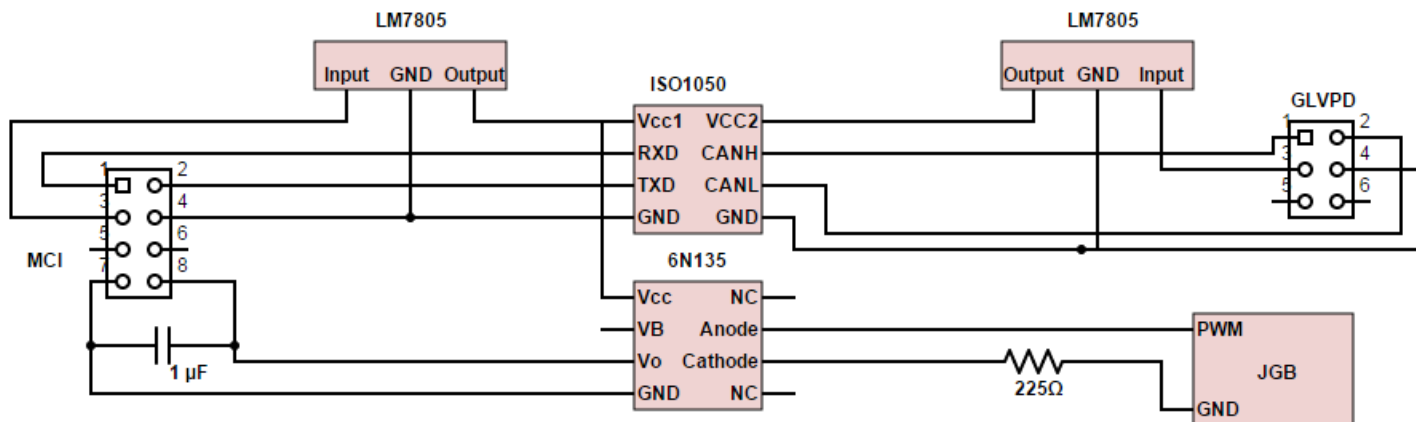 LM7805
LM7805
Input GND Output
Output GND Input
ISO1050
GLVPD
Vcc1 VCC2
RXD CANH
TXD CANL
GND GND
1 2
3 4
5 6
1 2
3 4
5 6
7 8
MCI
6N135
Vcc NC
VB Anode
Vo Cathode
GND NC
1 µF
225Ω
PWM
JGB
GND